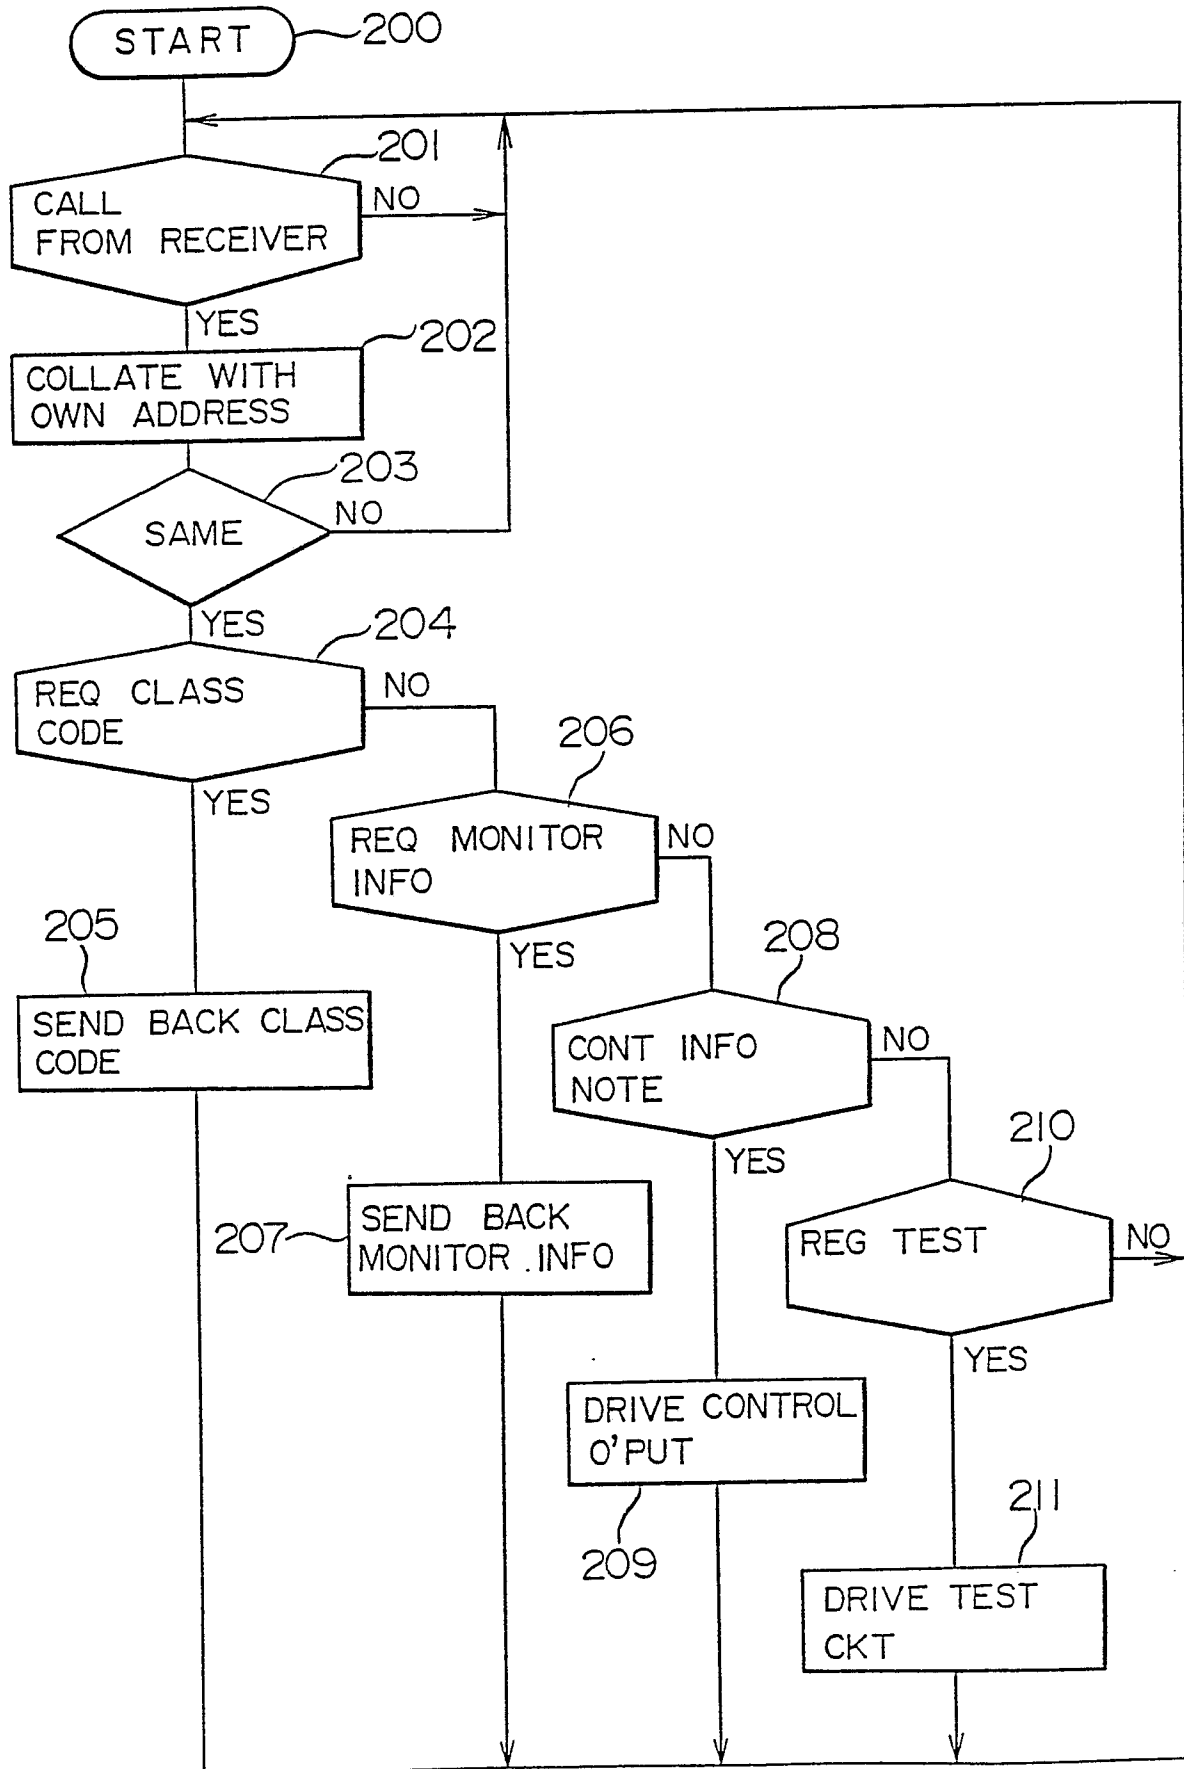 START
200
201
CALL
FROM RECEIVER
NO
YES
202
COLLATE WITH
OWN ADDRESS
203
SAME
NO
YES
204
REQ CLASS
CODE
NO
YES
206
REQ MONITOR
INFO
NO
YES
205
SEND BACK CLASS
CODE
208
CONT INFO
NOTE
NO
YES
207
SEND BACK
MONITOR . INFO
210
REG TEST
NO
YES
DRIVE CONTROL
O'PUT
209
211
DRIVE TEST
CKT